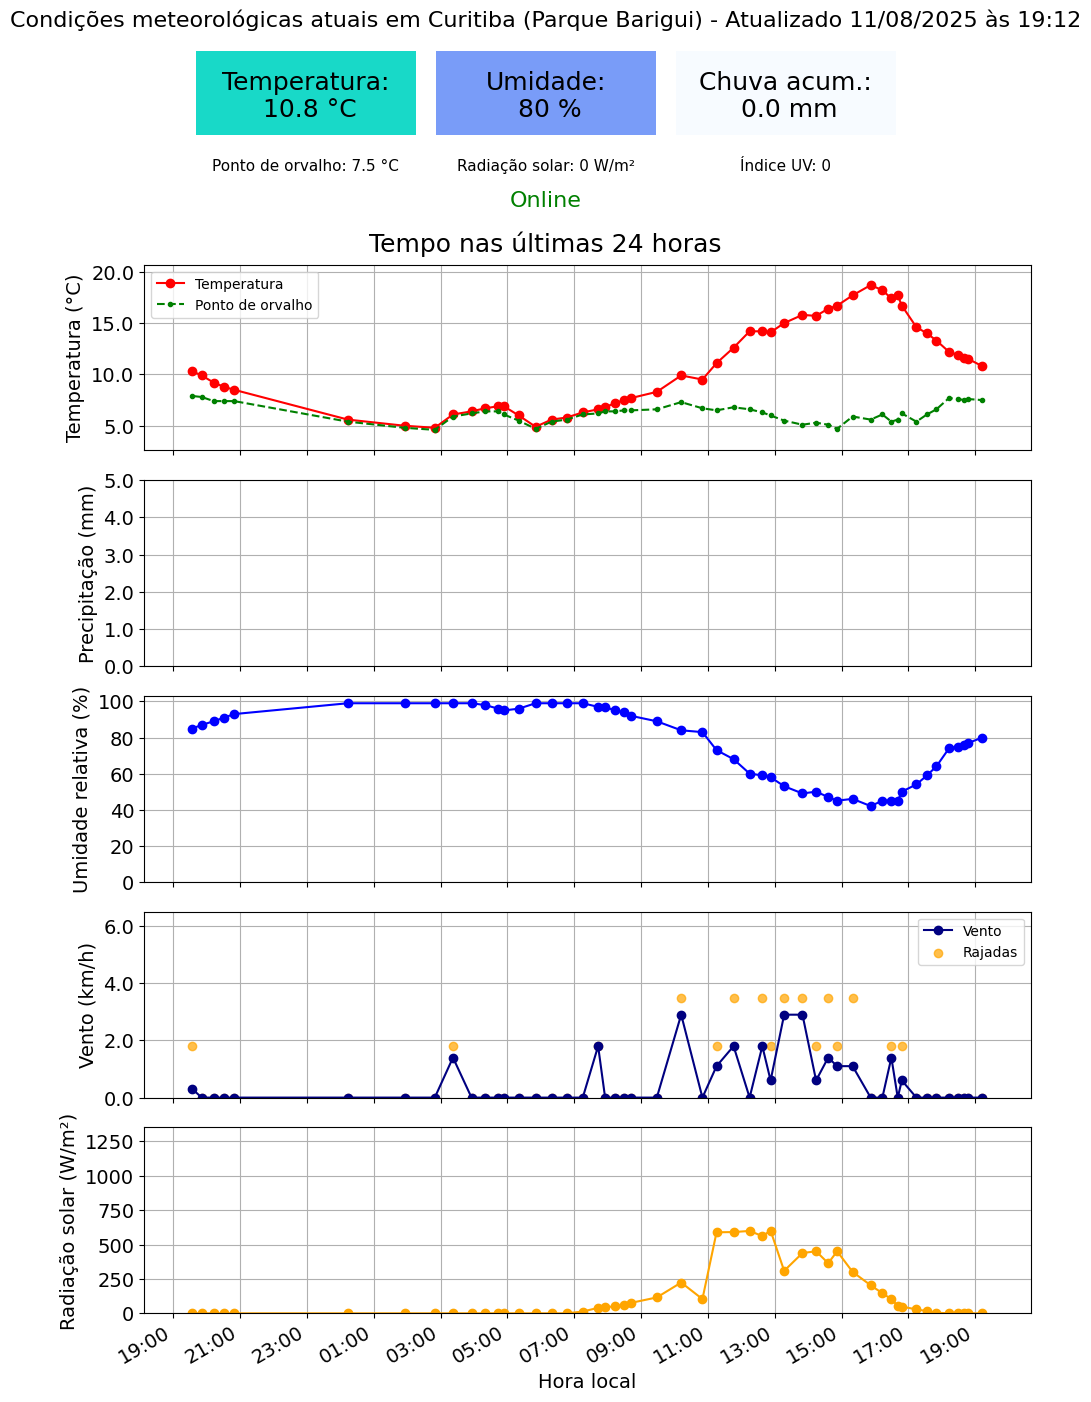 Condições meteorológicas atuais em Curitiba (Parque Barigui) - Atualizado 11/08/2025 às 19:12
Temperatura:
10.8 °C
Umidade:
80 %
Chuva acum.:
0.0 mm
Ponto de orvalho: 7.5 °C
Radiação solar: 0 W/m²
Índice UV: 0
Online
Tempo nas últimas 24 horas
Temperatura (°C)
20.0
15.0
10.0
5.0
Temperatura
Ponto de orvalho
Precipitação (mm)
5.0
4.0
3.0
2.0
1.0
0.0
Umidade relativa (%)
100
80
60
40
20
0
Vento (km/h)
6.0
4.0
2.0
0.0
Vento
Rajadas
Radiação solar (W/m²)
1250
1000
750
500
250
0
19:00
21:00
23:00
01:00
03:00
05:00
07:00
09:00
11:00
13:00
15:00
17:00
19:00
Hora local